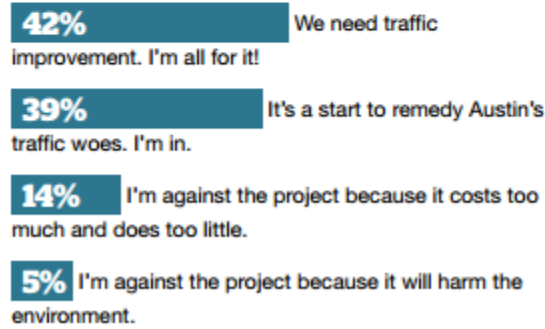 42% We need traffic
improvement. I'm all for it!
39% It's a start to remedy Austin's
traffic woes. I'm in.
14% I'm against the project because it costs too
much and does too little.
5% I'm against the project because it will harm the
environment.